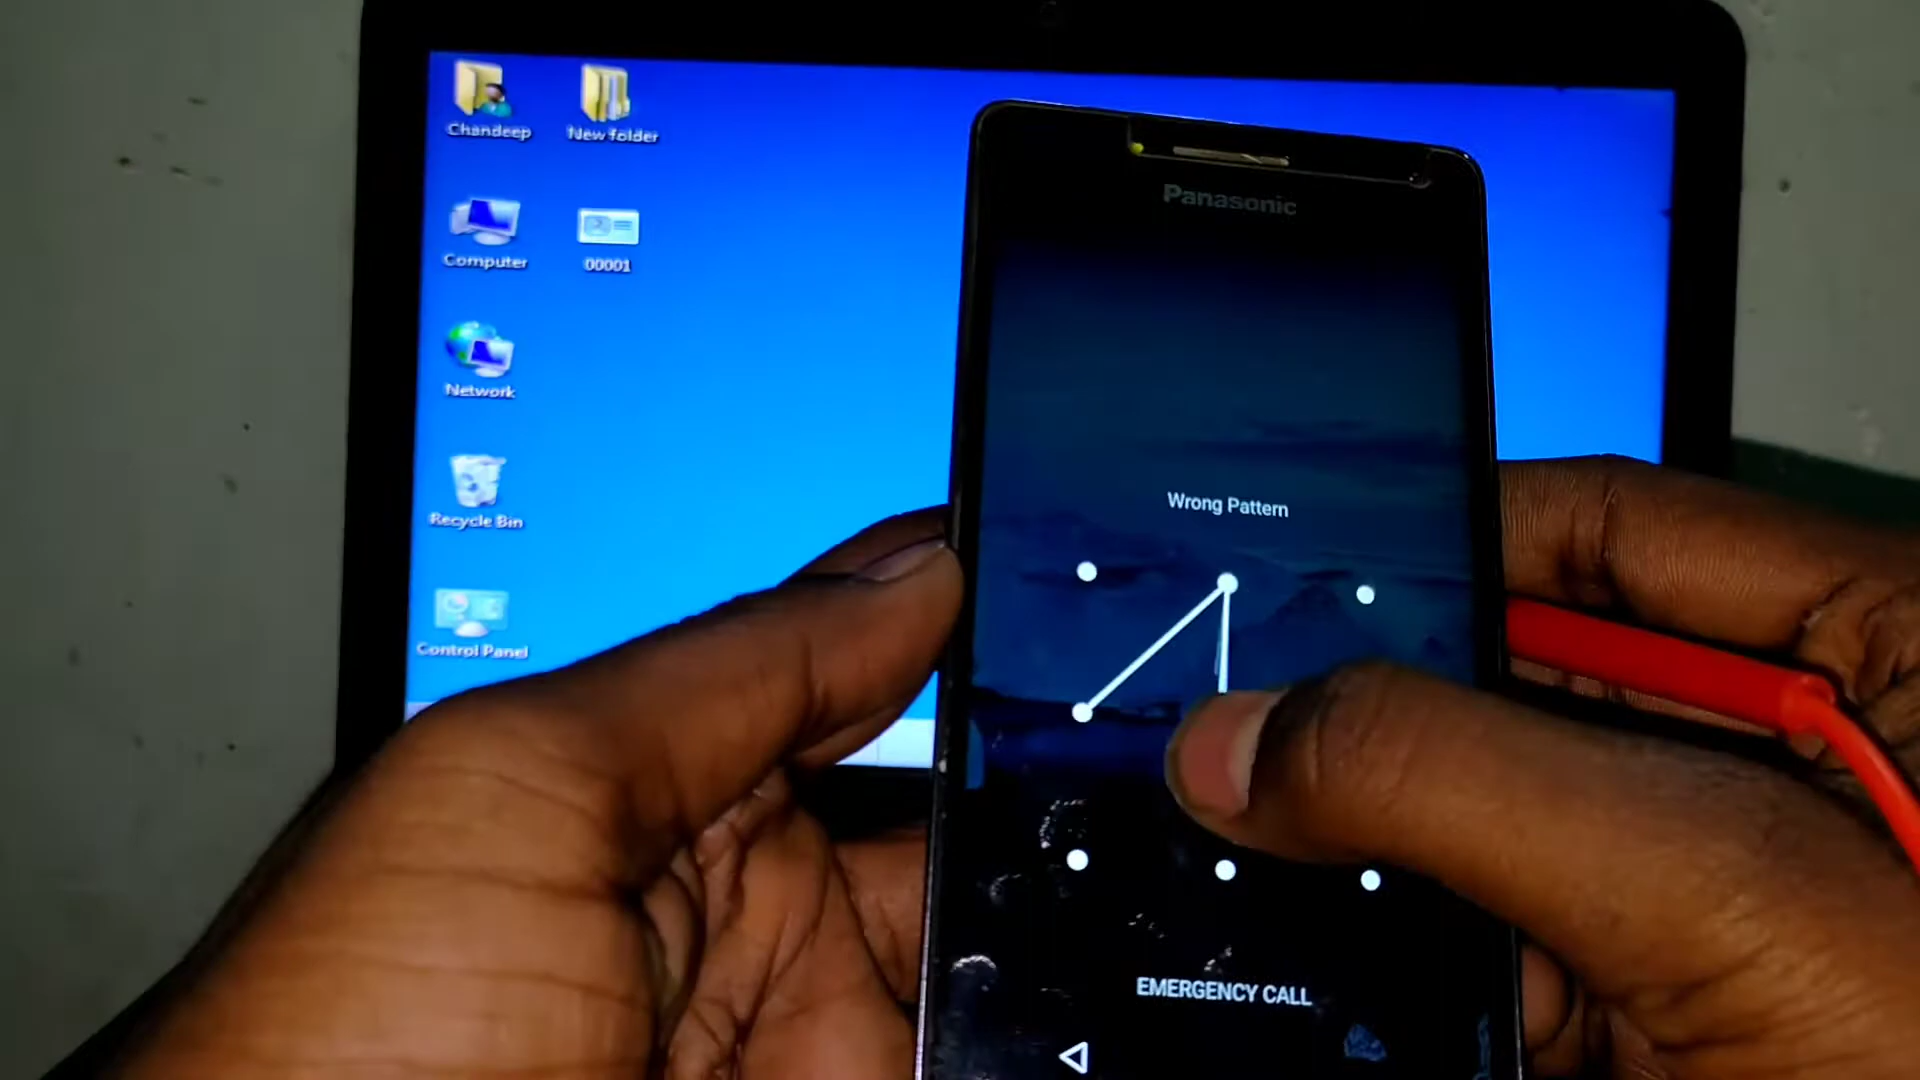 Chandeep
New folder
Computer
00001
Network
Recycle Bin
Control Panel
Panasonic
Wrong Pattern
EMERGENCY CALL